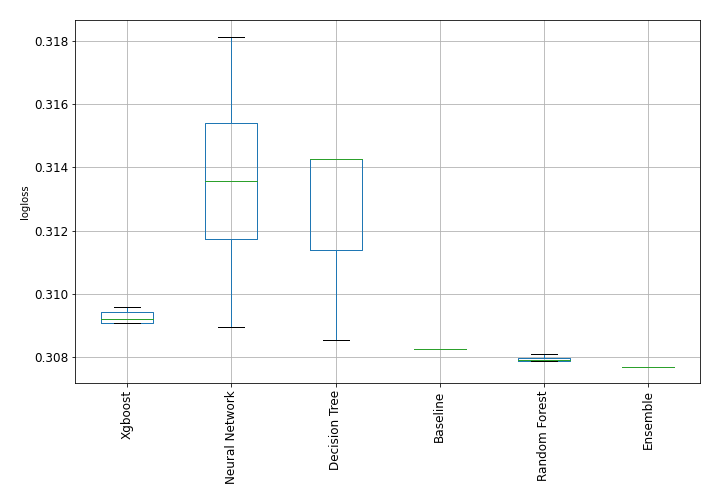 0.318
0.316
0.314
0.312
0.310
0.308
logloss
Xgboost
Neural Network
Decision Tree
Baseline
Random Forest
Ensemble